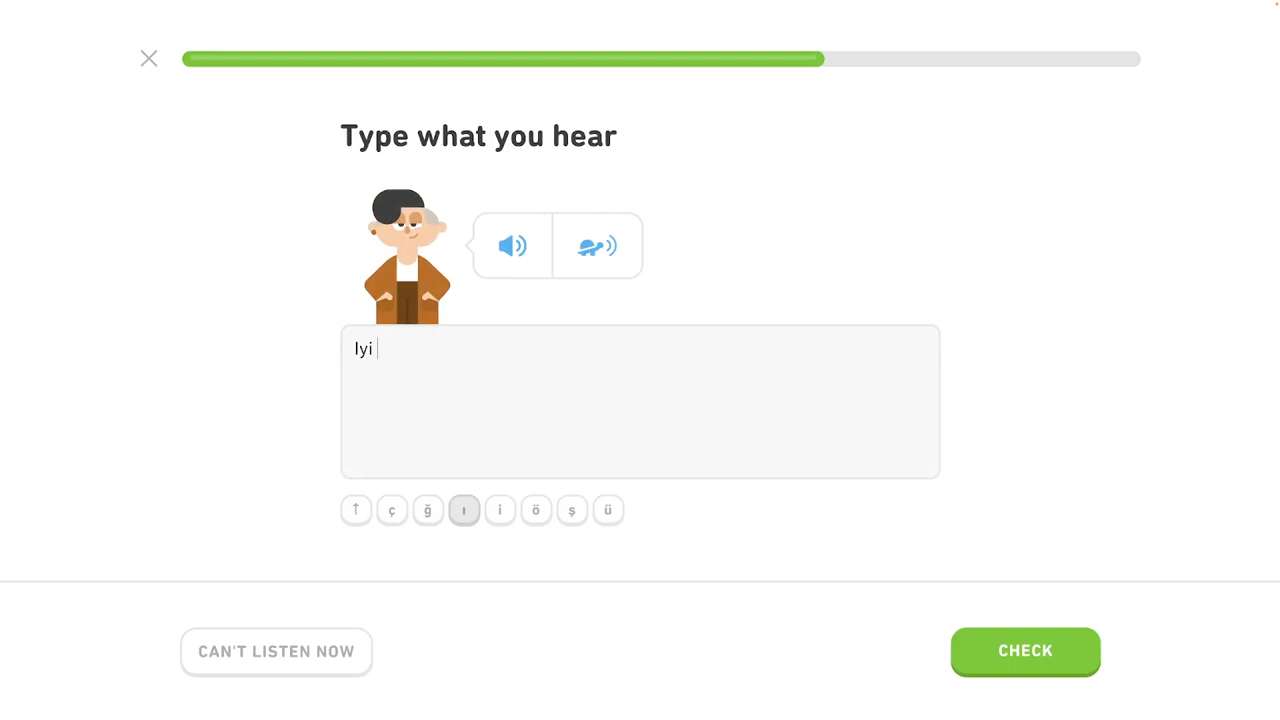 Type what you hear
Iyi
↑ ç ğ ı i ö ş ü
CAN'T LISTEN NOW
CHECK